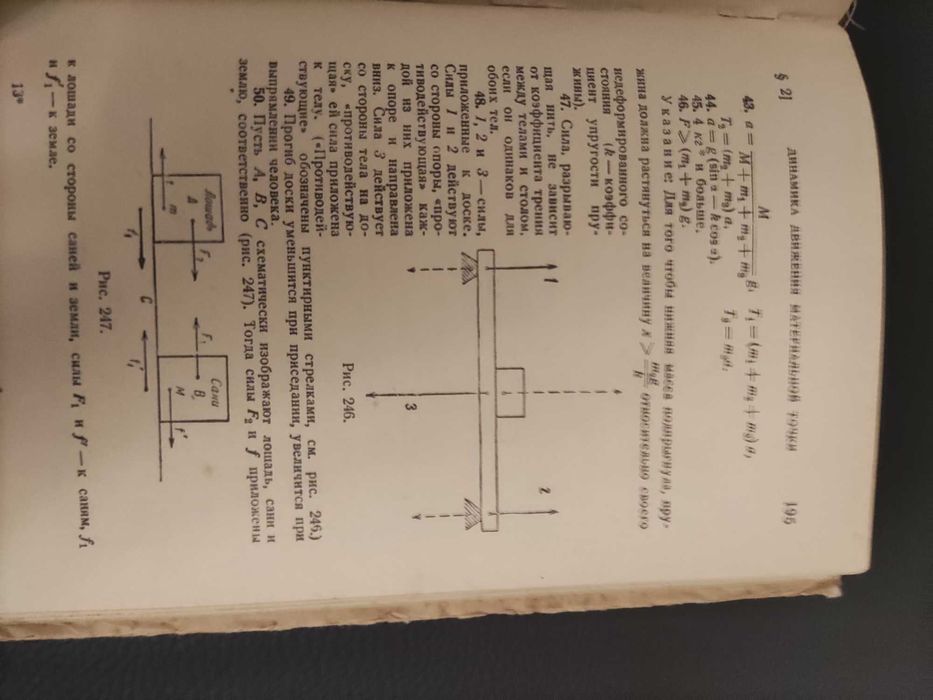 § 2]
ДИНАМИКА ДВИЖЕНИЯ МАТЕРИАЛЬНОЙ ТОЧКИ
195
43. a = M / (M + m₁ + m₂ + m₃) g, T₁ = (m₁ + m₂ + m₃) a,
T₂ = (m₂ + m₃) a, T₃ = m₃a.
44. a = g (sin α − k cos α).
45. 4 кг* и больше.
46. F ⩾ (m₁ + m₂) g.
Указание: Для того чтобы нижняя масса подпрыгнула, пру-
жина должна растянуться на величину x ⩾ m₂g/k относительно своего
недеформированного со-
стояния (k — коэффи-
циент упругости пру-
жины).
47. Сила, разрываю-
щая нить, не зависит
от коэффициента трения
между телами и столом,
если он одинаков для
обоих тел.
48. 1, 2 и 3 — силы,
приложенные к доске.
Силы 1 и 2 действуют
со стороны опоры, «про-
тиводействующая» каж-
дой из них приложена
к опоре и направлена
вниз. Сила 3 действует
со стороны тела на до-
ску, «противодействую-
щая» ей сила приложена
к телу. («Противодей-
1
2
3
Рис. 246.
ствующие» обозначены пунктирными стрелками, см. рис. 246.)
49. Прогиб доски уменьшится при приседании, увеличится при
выпрямлении человека.
50. Пусть A, B, C схематически изображают лошадь, сани и
землю, соответственно (рис. 247). Тогда силы F₂ и f приложены
Лошадь
A
F₂
m
f
Сани
F₁
B
M
f′
f₁
C
f₁′
Рис. 247.
к лошади со стороны саней и земли, силы F₁ и f′ — к саням, f₁
и f₁′ — к земле.
13*